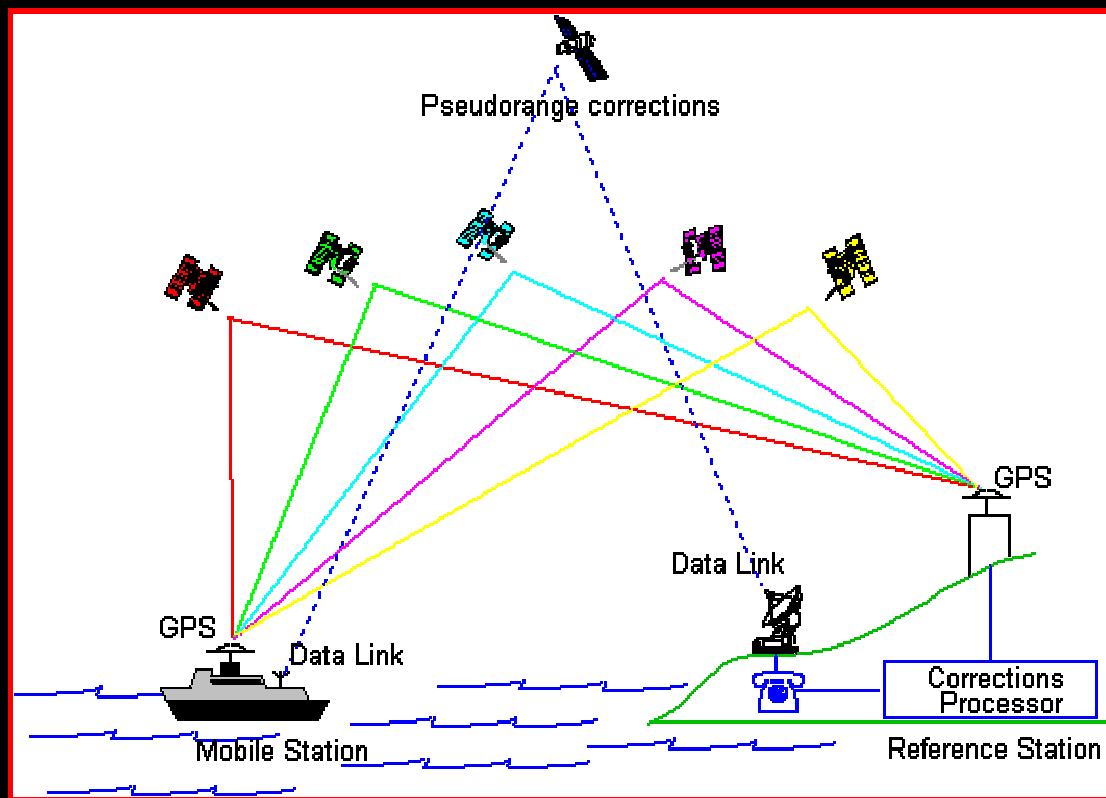 Pseudorange corrections
GPS
Data Link
GPS
Data Link
Corrections
Processor
Mobile Station
Reference Station